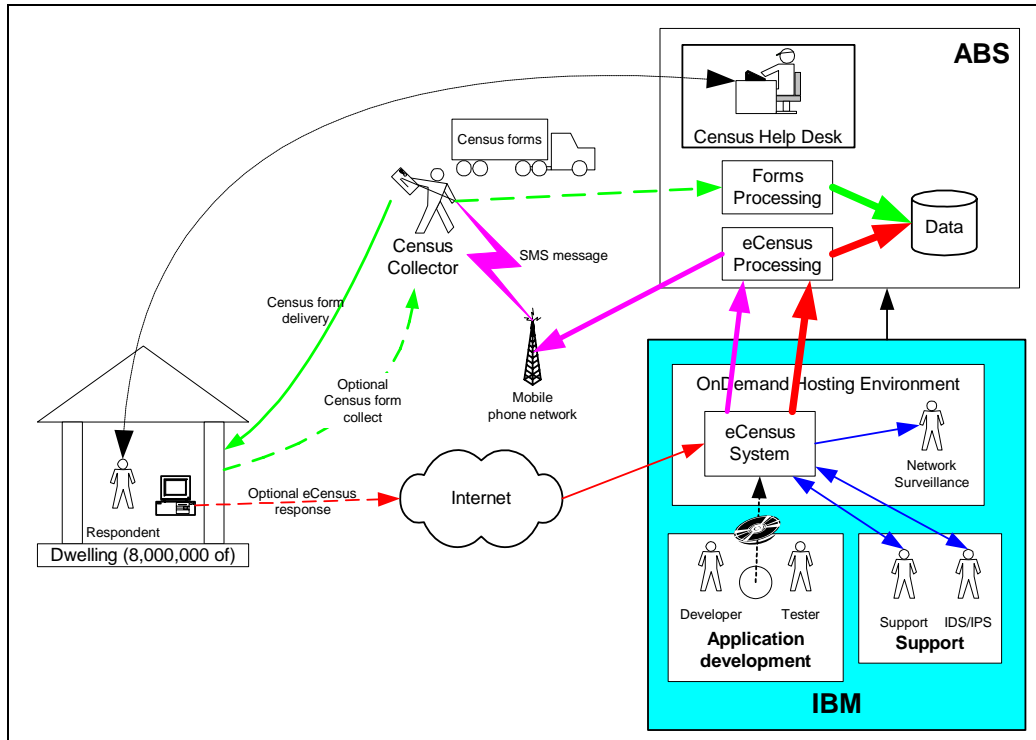 ABS
Census Help Desk
Census forms
Forms
Processing
eCensus
Processing
Data
Census
Collector
SMS message
Census form
delivery
Optional
Census form
collect
Mobile
phone network
OnDemand Hosting Environment
eCensus
System
Network
Surveillance
Internet
Optional eCensus
response
Respondent
Dwelling (8,000,000 of)
Developer
Tester
Application
development
Support
IDS/IPS
Support
IBM